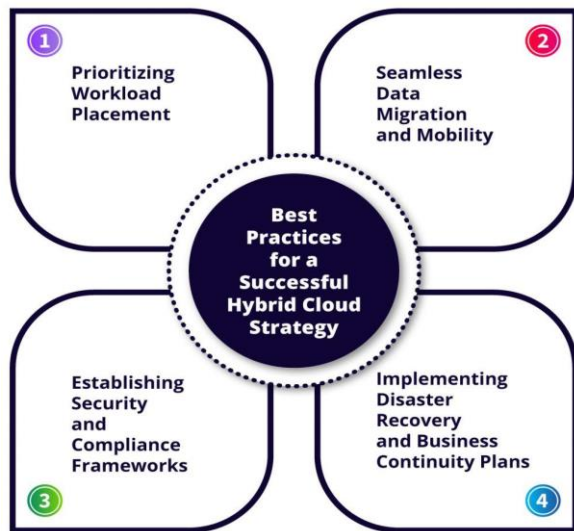 1
Prioritizing
Workload
Placement
2
Seamless
Data
Migration
and Mobility
Best
Practices
for a
Successful
Hybrid Cloud
Strategy
Establishing
Security
and
Compliance
Frameworks
3
Implementing
Disaster
Recovery
and Business
Continuity Plans
4